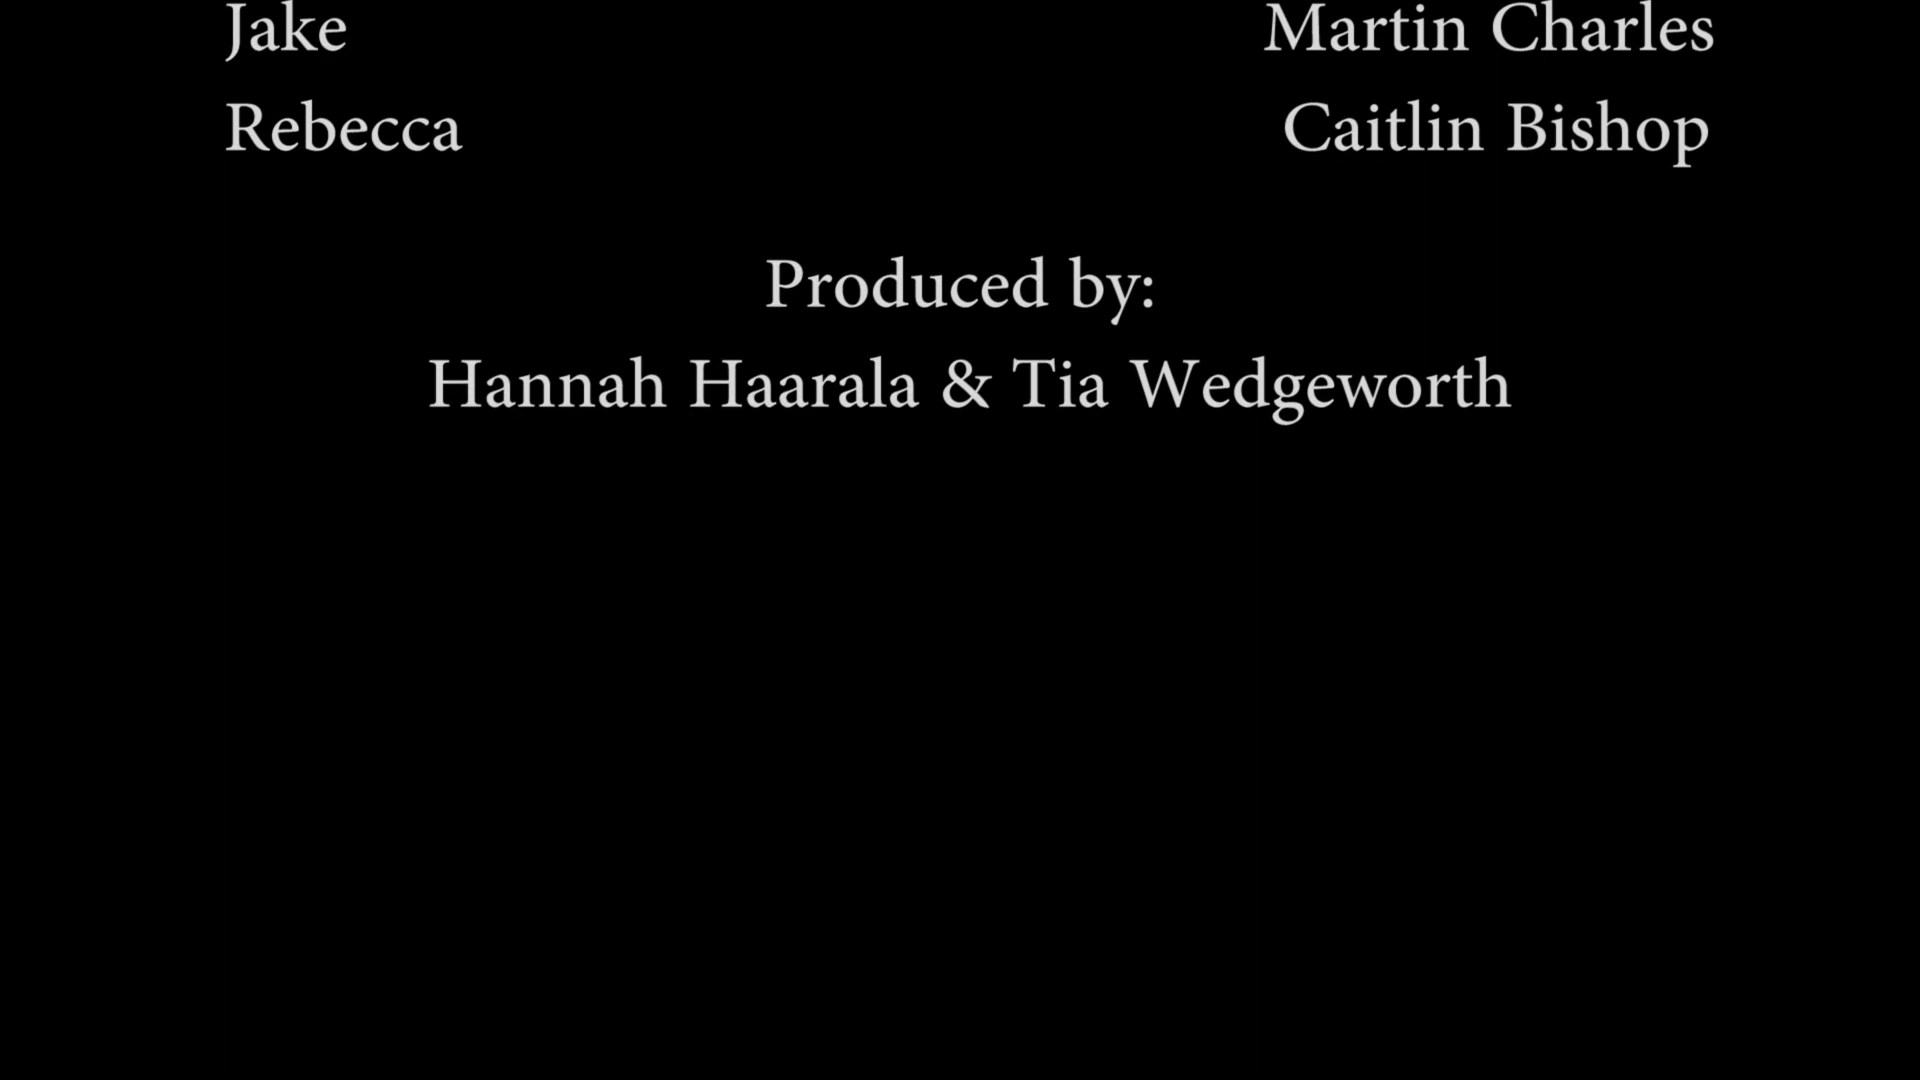 Jake Martin Charles
Rebecca Caitlin Bishop
Produced by:
Hannah Haarala & Tia Wedgeworth